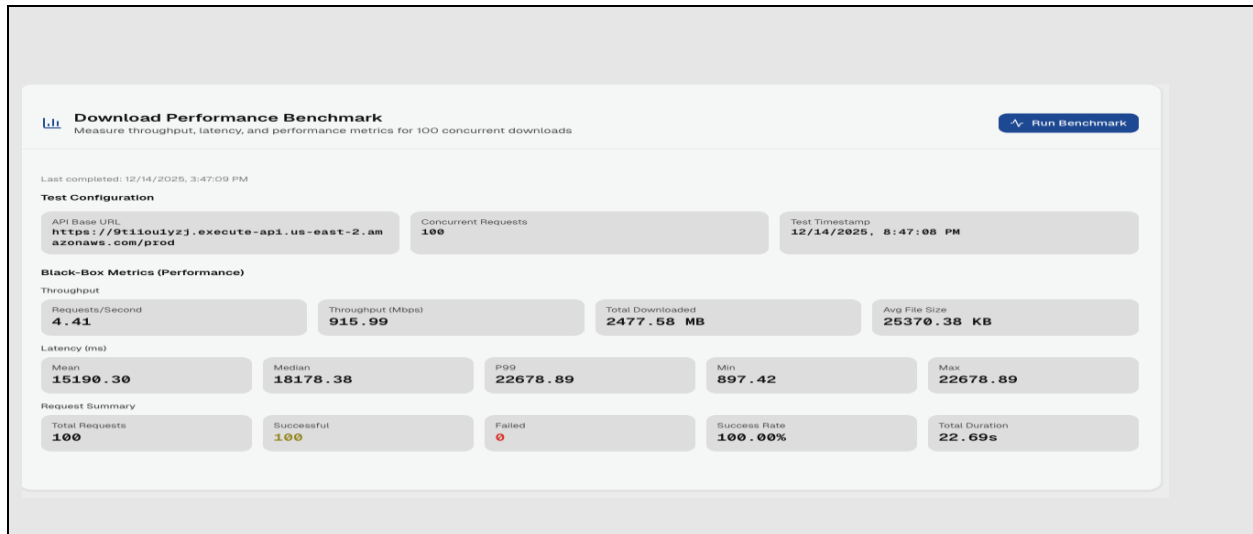 Download Performance Benchmark
Measure throughput, latency, and performance metrics for 100 concurrent downloads
Run Benchmark
Last completed: 12/14/2025, 3:47:09 PM
Test Configuration
API Base URL
https://9t1iou1yzj.execute-api.us-east-2.am
azonaws.com/prod
Concurrent Requests
100
Test Timestamp
12/14/2025, 8:47:08 PM
Black-Box Metrics (Performance)
Throughput
Requests/Second
4.41
Throughput (Mbps)
915.99
Total Downloaded
2477.58 MB
Avg File Size
25370.38 KB
Latency (ms)
Mean
15190.30
Median
18178.38
P99
22678.89
Min
897.42
Max
22678.89
Request Summary
Total Requests
100
Successful
100
Failed
0
Success Rate
100.00%
Total Duration
22.69s